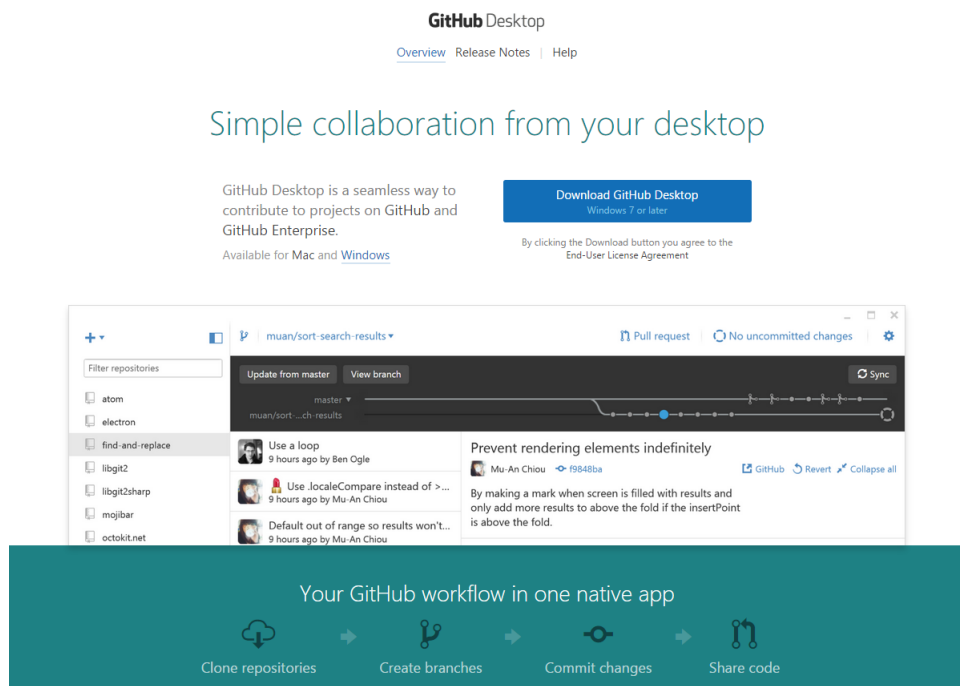 GitHub Desktop
Overview Release Notes | Help
Simple collaboration from your desktop
GitHub Desktop is a seamless way to
contribute to projects on GitHub and
GitHub Enterprise.
Available for Mac and Windows
Download GitHub Desktop
Windows 7 or later
By clicking the Download button you agree to the
End-User License Agreement
muan/sort-search-results
Pull request
No uncommitted changes
Filter repositories
atom
electron
find-and-replace
libgit2
libgit2sharp
mojibar
octokit.net
Update from master
View branch
Sync
master
muan/sort-...ch-results
Use a loop
9 hours ago by Ben Ogle
Use .localeCompare instead of >...
9 hours ago by Mu-An Chiou
Default out of range so results won't...
9 hours ago by Mu-An Chiou
Prevent rendering elements indefinitely
Mu-An Chiou f9848ba
GitHub Revert Collapse all
By making a mark when screen is filled with results and
only add more results to above the fold if the insertPoint
is above the fold.
Your GitHub workflow in one native app
Clone repositories
Create branches
Commit changes
Share code